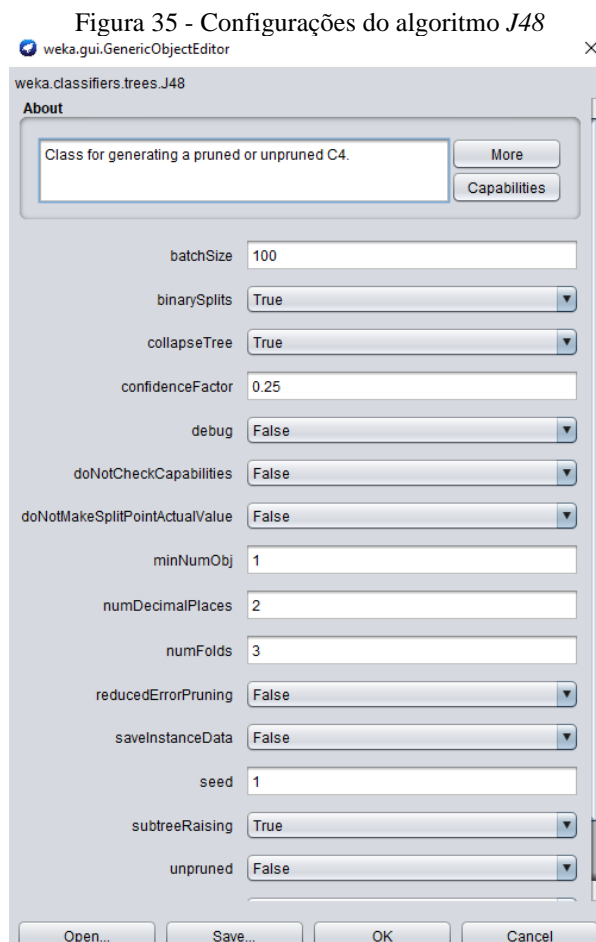 Figura 35 - Configurações do algoritmo J48
weka.gui.GenericObjectEditor
weka.classifiers.trees.J48
About
Class for generating a pruned or unpruned C4.
More
Capabilities
batchSize 100
binarySplits True
collapseTree True
confidenceFactor 0.25
debug False
doNotCheckCapabilities False
doNotMakeSplitPointActualValue False
minNumObj 1
numDecimalPlaces 2
numFolds 3
reducedErrorPruning False
saveInstanceData False
seed 1
subtreeRaising True
unpruned False
Open... Save... OK Cancel